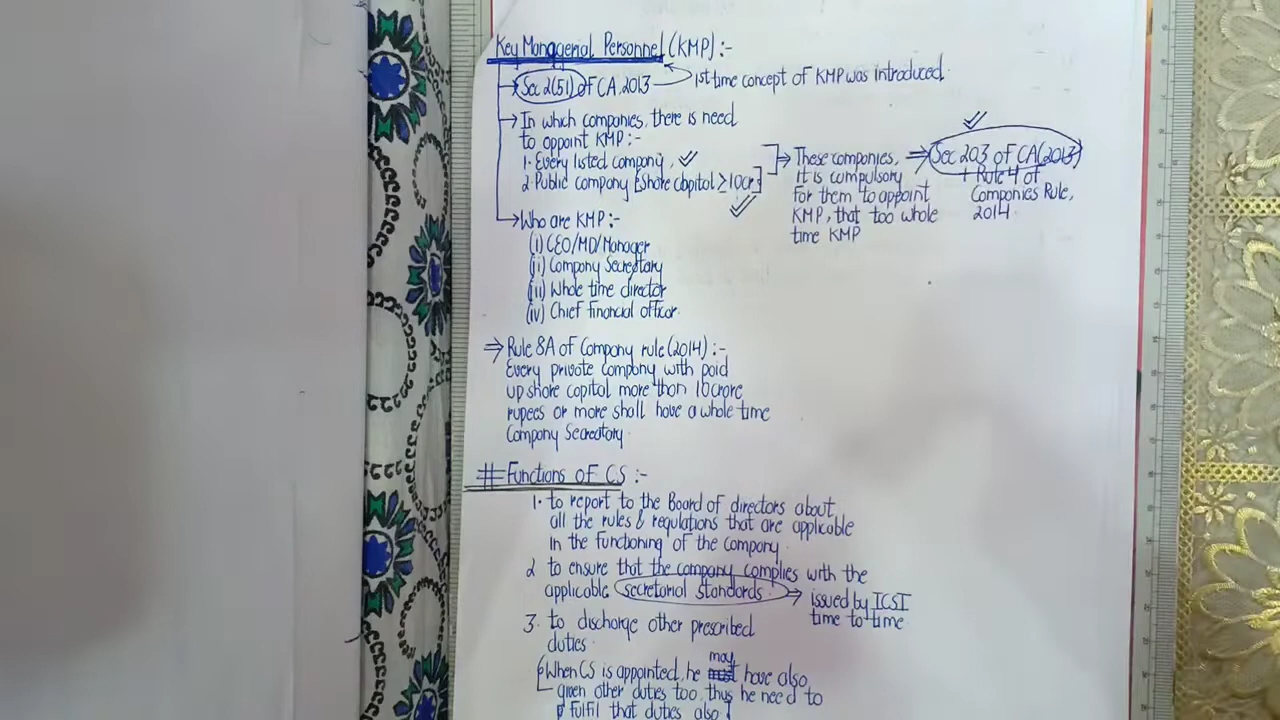 Key Managerial Personnel (KMP) :-
Sec 2(51) of CA, 2013 → 1st time concept of KMP was introduced.
→ In which companies, there is need
to appoint KMP :-
1. Every listed company, ✓
2. Public company [share capital ≥ 10cr.] ✓
⇒ These companies,
it is compulsory
for them to appoint
KMP, that too whole
time KMP
⇒ Sec 203 of CA (2013) ✓
+ Rule 4 of
Companies Rule,
2014.
→ Who are KMP :-
(i) CEO/MD/Manager
(ii) Company Secreatory
(iii) Whole time director
(iv) Chief financial officer.
⇒ Rule 8A of Company rule (2014) :-
Every private company with paid
up share capital more than 10 crore
rupees or more shall have a whole time
Company Secreatory.
# Functions of CS :-
1. to report to the Board of directors about
all the rules & regulations that are applicable
in the functioning of the company.
2 to ensure that the company complies with the
applicable secretarial standards. → issued by ICSI
time to time
3. to discharge other prescribed
duties.
When CS is appointed, he may have also
given other duties too, thus he need to
fulfil that duties also